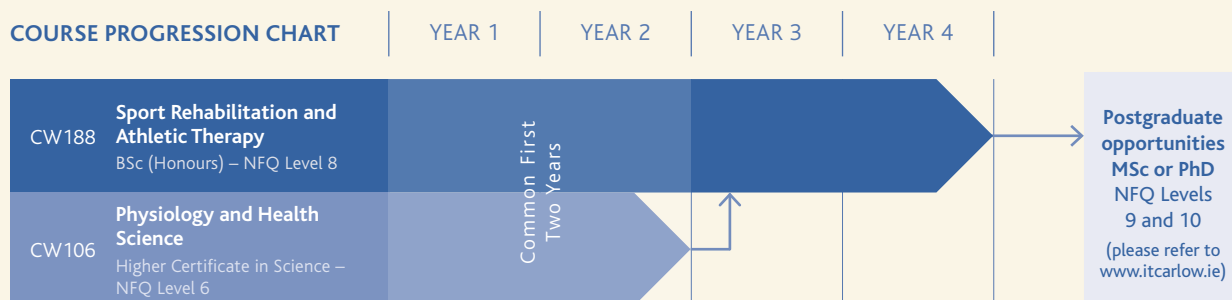 COURSE PROGRESSION CHART
YEAR 1
YEAR 2
YEAR 3
YEAR 4
CW188
Sport Rehabilitation and
Athletic Therapy
BSc (Honours) – NFQ Level 8
Common First
Two Years
CW106
Physiology and Health
Science
Higher Certificate in Science –
NFQ Level 6
Postgraduate
opportunities
MSc or PhD
NFQ Levels
9 and 10
(please refer to
www.itcarlow.ie)